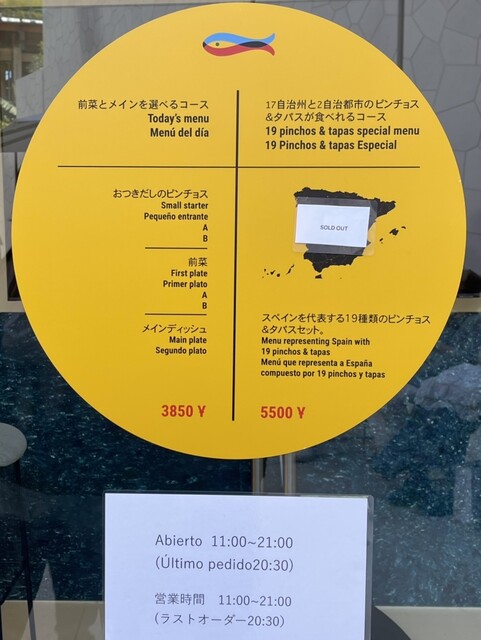 前菜とメインを選べるコース
Today's menu
Menú del día
17自治州と2自治都市のピンチョス
&タパスが食べれるコース
19 pinchos & tapas special menu
19 Pinchos & tapas Especial
おつきだしのピンチョス
Small starter
Pequeño entrante
A
B
前菜
First plate
Primer plato
A
B
メインディッシュ
Main plate
Segundo plato
3850 ¥
SOLD OUT
スペインを代表する19種類のピンチョス
&タパスセット。
Menu representing Spain with
19 pinchos & tapas
Menú que representa a España
compuesto por 19 pinchos y tapas
5500 ¥
Abierto 11:00~21:00
(Último pedido20:30)
営業時間 11:00~21:00
(ラストオーダー20:30)